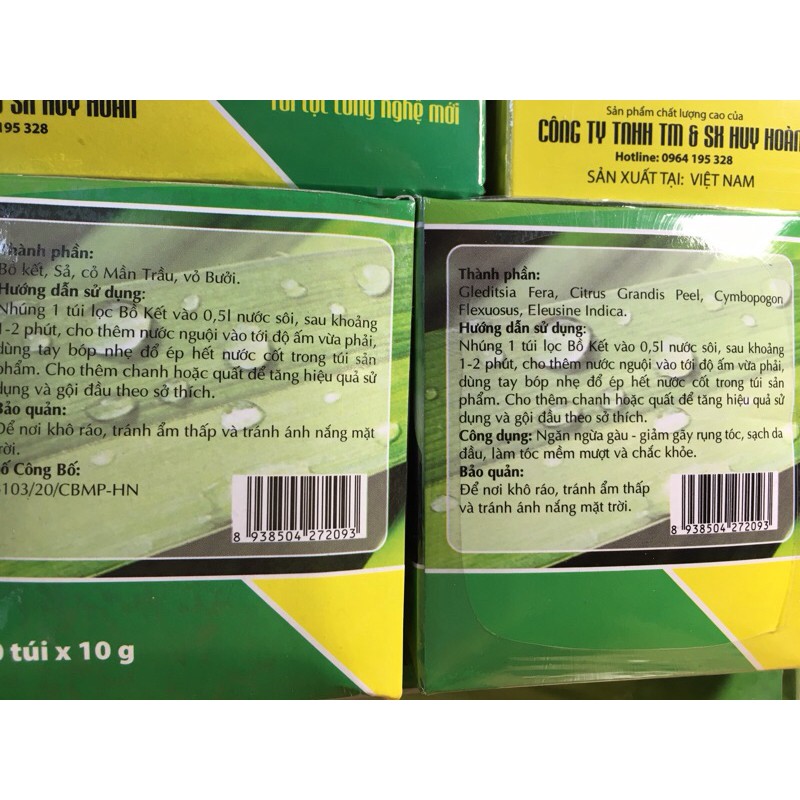 SX HUY HOÀN
195 328
Túi lọc công nghệ mới
Sản phẩm chất lượng cao của
CÔNG TY TNHH TM & SX HUY HOÀN
Hotline: 0964 195 328
SẢN XUẤT TẠI: VIỆT NAM
Thành phần:
Bồ kết, Sả, cỏ Mần Trầu, vỏ Bưởi.
Hướng dẫn sử dụng:
Nhúng 1 túi lọc Bồ Kết vào 0,5l nước sôi, sau khoảng
1-2 phút, cho thêm nước nguội vào tới độ ấm vừa phải,
dùng tay bóp nhẹ đổ ép hết nước cốt trong túi sản
phẩm. Cho thêm chanh hoặc quất để tăng hiệu quả sử
dụng và gội đầu theo sở thích.
Bảo quản:
Để nơi khô ráo, tránh ẩm thấp và tránh ánh nắng mặt
trời.
Số Công Bố:
103/20/CBMP-HN
8 938504 272093
túi x 10 g
Thành phần:
Gleditsia Fera, Citrus Grandis Peel, Cymbopogon
Flexuosus, Eleusine Indica.
Hướng dẫn sử dụng:
Nhúng 1 túi lọc Bồ Kết vào 0,5l nước sôi, sau khoảng
1-2 phút, cho thêm nước nguội vào tới độ ấm vừa phải,
dùng tay bóp nhẹ đổ ép hết nước cốt trong túi sản
phẩm. Cho thêm chanh hoặc quất để tăng hiệu quả sử
dụng và gội đầu theo sở thích.
Công dụng: Ngăn ngừa gàu - giảm gãy rụng tóc, sạch da
đầu, làm tóc mềm mượt và chắc khỏe.
Bảo quản:
Để nơi khô ráo, tránh ẩm thấp
và tránh ánh nắng mặt trời.
8 938504 272093